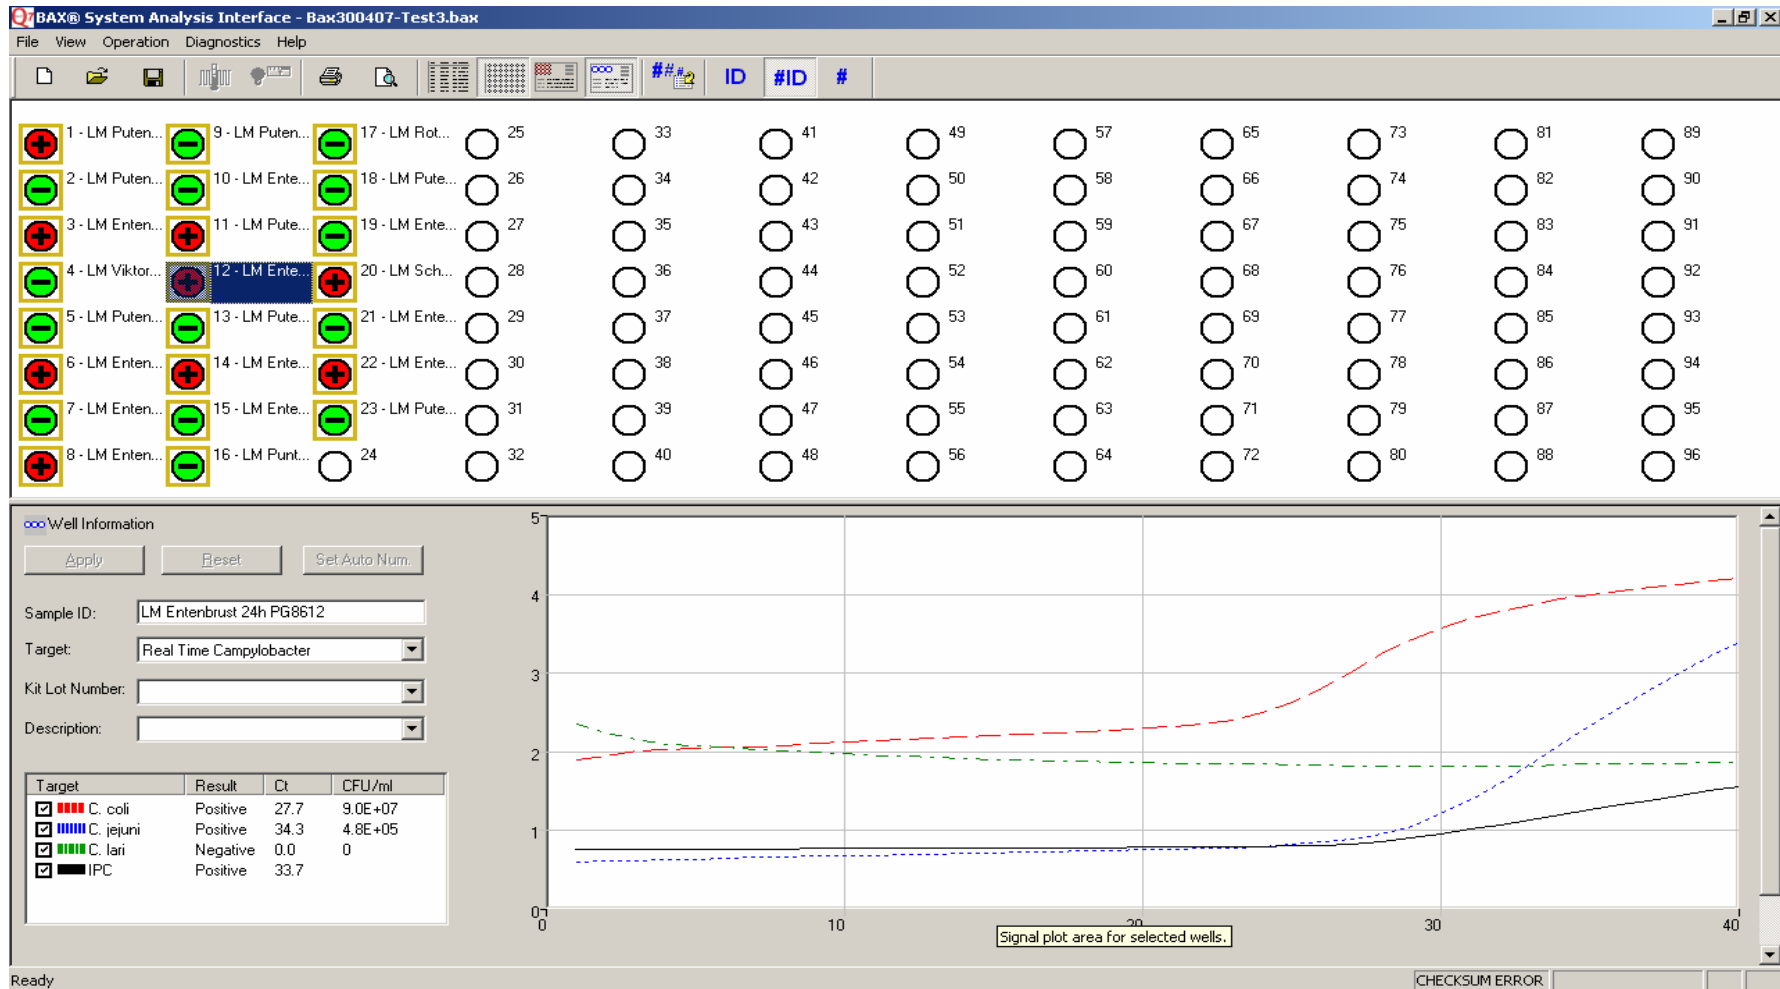 Q7 BAX® System Analysis Interface - Bax300407-Test3.bax
File View Operation Diagnostics Help
ID #ID #
1 - LM Puten... 9 - LM Puten... 17 - LM Rot... 25 33 41 49 57 65 73 81 89
2 - LM Puten... 10 - LM Ente... 18 - LM Pute... 26 34 42 50 58 66 74 82 90
3 - LM Enten... 11 - LM Pute... 19 - LM Ente... 27 35 43 51 59 67 75 83 91
4 - LM Viktor... 12 - LM Ente... 20 - LM Sch... 28 36 44 52 60 68 76 84 92
5 - LM Puten... 13 - LM Pute... 21 - LM Ente... 29 37 45 53 61 69 77 85 93
6 - LM Enten... 14 - LM Ente... 22 - LM Ente... 30 38 46 54 62 70 78 86 94
7 - LM Enten... 15 - LM Ente... 23 - LM Pute... 31 39 47 55 63 71 79 87 95
8 - LM Enten... 16 - LM Punt... 24 32 40 48 56 64 72 80 88 96
Well Information
Apply Reset Set Auto Num.
Sample ID: LM Entenbrust 24h PG8612
Target: Real Time Campylobacter
Kit Lot Number:
Description:
Target Result Ct CFU/ml
C. coli Positive 27.7 9.0E+07
C. jejuni Positive 34.3 4.8E+05
C. lari Negative 0.0 0
IPC Positive 33.7
5
4
3
2
1
0
0 10 20 30 40
Signal plot area for selected wells.
Ready CHECKSUM ERROR